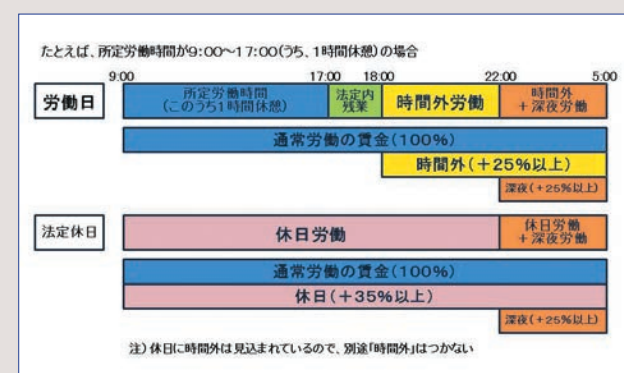 たとえば、所定労働時間が9:00～17:00(うち、1時間休憩)の場合
9:00 17:00 18:00 22:00 5:00
労働日
所定労働時間
(このうち1時間休憩)
法定内
残業
時間外労働
時間外
＋深夜労働
通常労働の賃金(100%)
時間外(＋25%以上)
深夜(＋25%以上)
法定休日
休日労働
休日労働
＋深夜労働
通常労働の賃金(100%)
休日(＋35%以上)
深夜(＋25%以上)
注)休日に時間外は見込まれているので、別途「時間外」はつかない